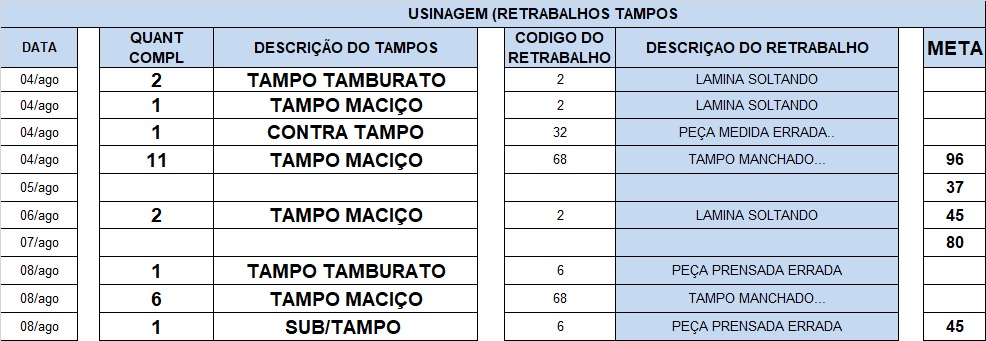 USINAGEM (RETRABALHOS TAMPOS
DATA QUANT COMPL DESCRIÇÃO DO TAMPOS CODIGO DO RETRABALHO DESCRIÇAO DO RETRABALHO META
04/ago 2 TAMPO TAMBURATO 2 LAMINA SOLTANDO
04/ago 1 TAMPO MACIÇO 2 LAMINA SOLTANDO
04/ago 1 CONTRA TAMPO 32 PEÇA MEDIDA ERRADA..
04/ago 11 TAMPO MACIÇO 68 TAMPO MANCHADO... 96
05/ago 37
06/ago 2 TAMPO MACIÇO 2 LAMINA SOLTANDO 45
07/ago 80
08/ago 1 TAMPO TAMBURATO 6 PEÇA PRENSADA ERRADA
08/ago 6 TAMPO MACIÇO 68 TAMPO MANCHADO...
08/ago 1 SUB/TAMPO 6 PEÇA PRENSADA ERRADA 45